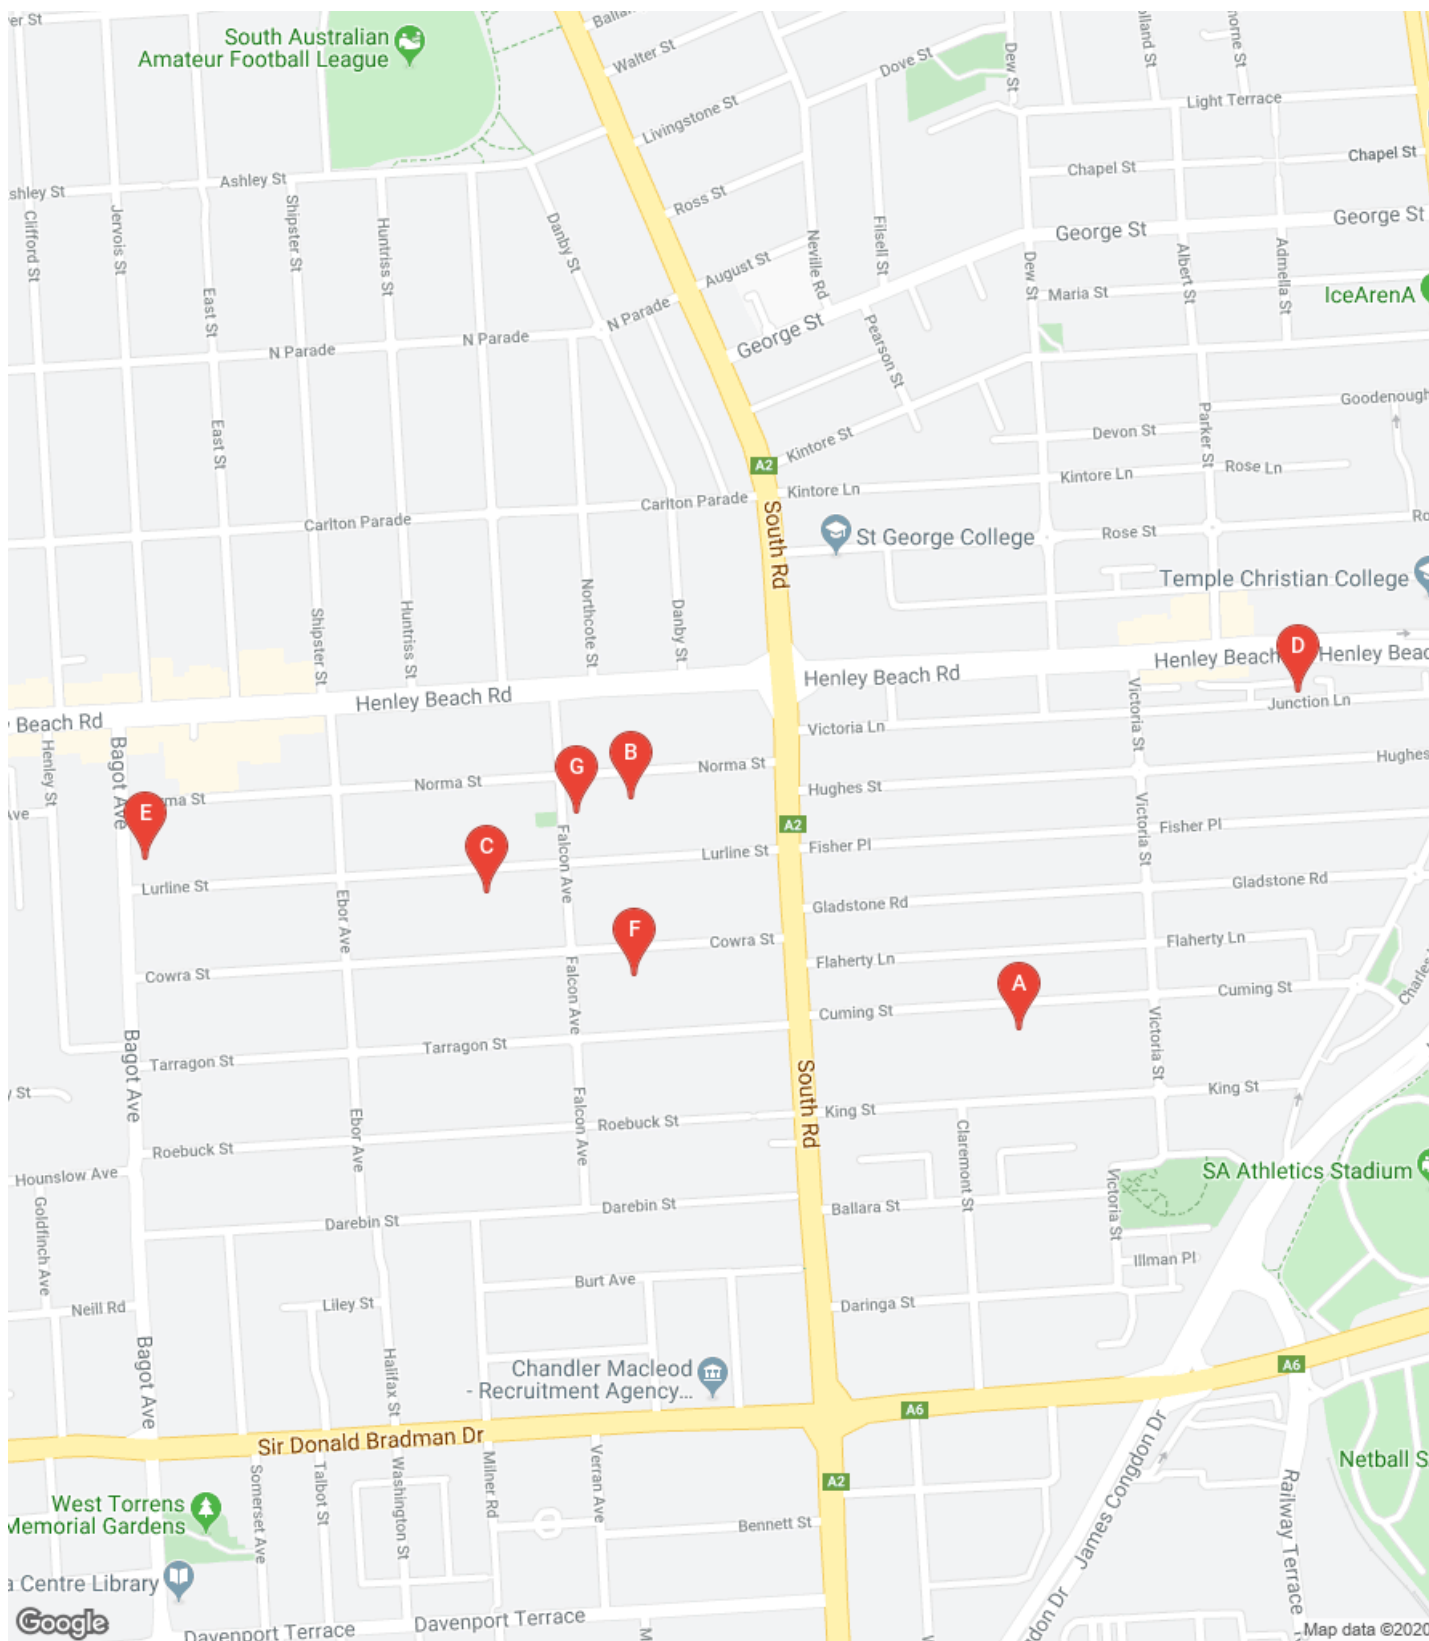 South Australian
Amateur Football League
Walter St
Livingstone St
Dove St
Dew St
Light Terrace
Chapel St
Chapel St
Ashley St
Ross St
Clifford St
Jervois St
Shipster St
Huntriss St
Danby St
August St
Neville Rd
Filsell St
George St
George St
Dew St
Albert St
Admella St
Maria St
IceArenA
East St
N Parade
N Parade
N Parade
George St
Pearson St
Goodenough
East St
Kintore St
Devon St
Parker St
A2
Kintore Ln
Rose Ln
Carlton Parade
Carlton Parade
Kintore Ln
South Rd
St George College
Rose St
Temple Christian College
Shipster St
Huntriss St
Northcote St
Danby St
D
Henley Beach Rd
Henley Beach Rd
Henley Beac
Beach Rd
Victoria Ln
Victoria St
Junction Ln
Henley St
Bagot Ave
Norma St
G
B
Norma St
Hughes St
Hughes
E
A2
Victoria St
Fisher Pl
Fisher Pl
C
Falcon Ave
Lurline St
Lurline St
Ebor Ave
Gladstone Rd
Gladstone Rd
F
Cowra St
Cowra St
Flaherty Ln
Flaherty Ln
Falcon Ave
A
Cuming St
Cuming St
Victoria St
Bagot Ave
Tarragon St
Tarragon St
South Rd
King St
King St
Falcon Ave
Ebor Ave
Roebuck St
Roebuck St
Claremont St
Hounslow Ave
SA Athletics Stadium
Goldfinch Ave
Darebin St
Darebin St
Ballara St
Victoria St
Illman Pl
Burt Ave
Neill Rd
Liley St
Daringa St
Bagot Ave
Halifax St
Chandler Macleod
- Recruitment Agency...
A6
A6
Sir Donald Bradman Dr
James Congdon Dr
Netball S
A2
Somerset Ave
Talbot St
Washington St
Milner Rd
Verran Ave
West Torrens
Memorial Gardens
Bennett St
Railway Terrace
a Centre Library
Google
Davenport Terrace
Davenport Terrace
Map data ©2020